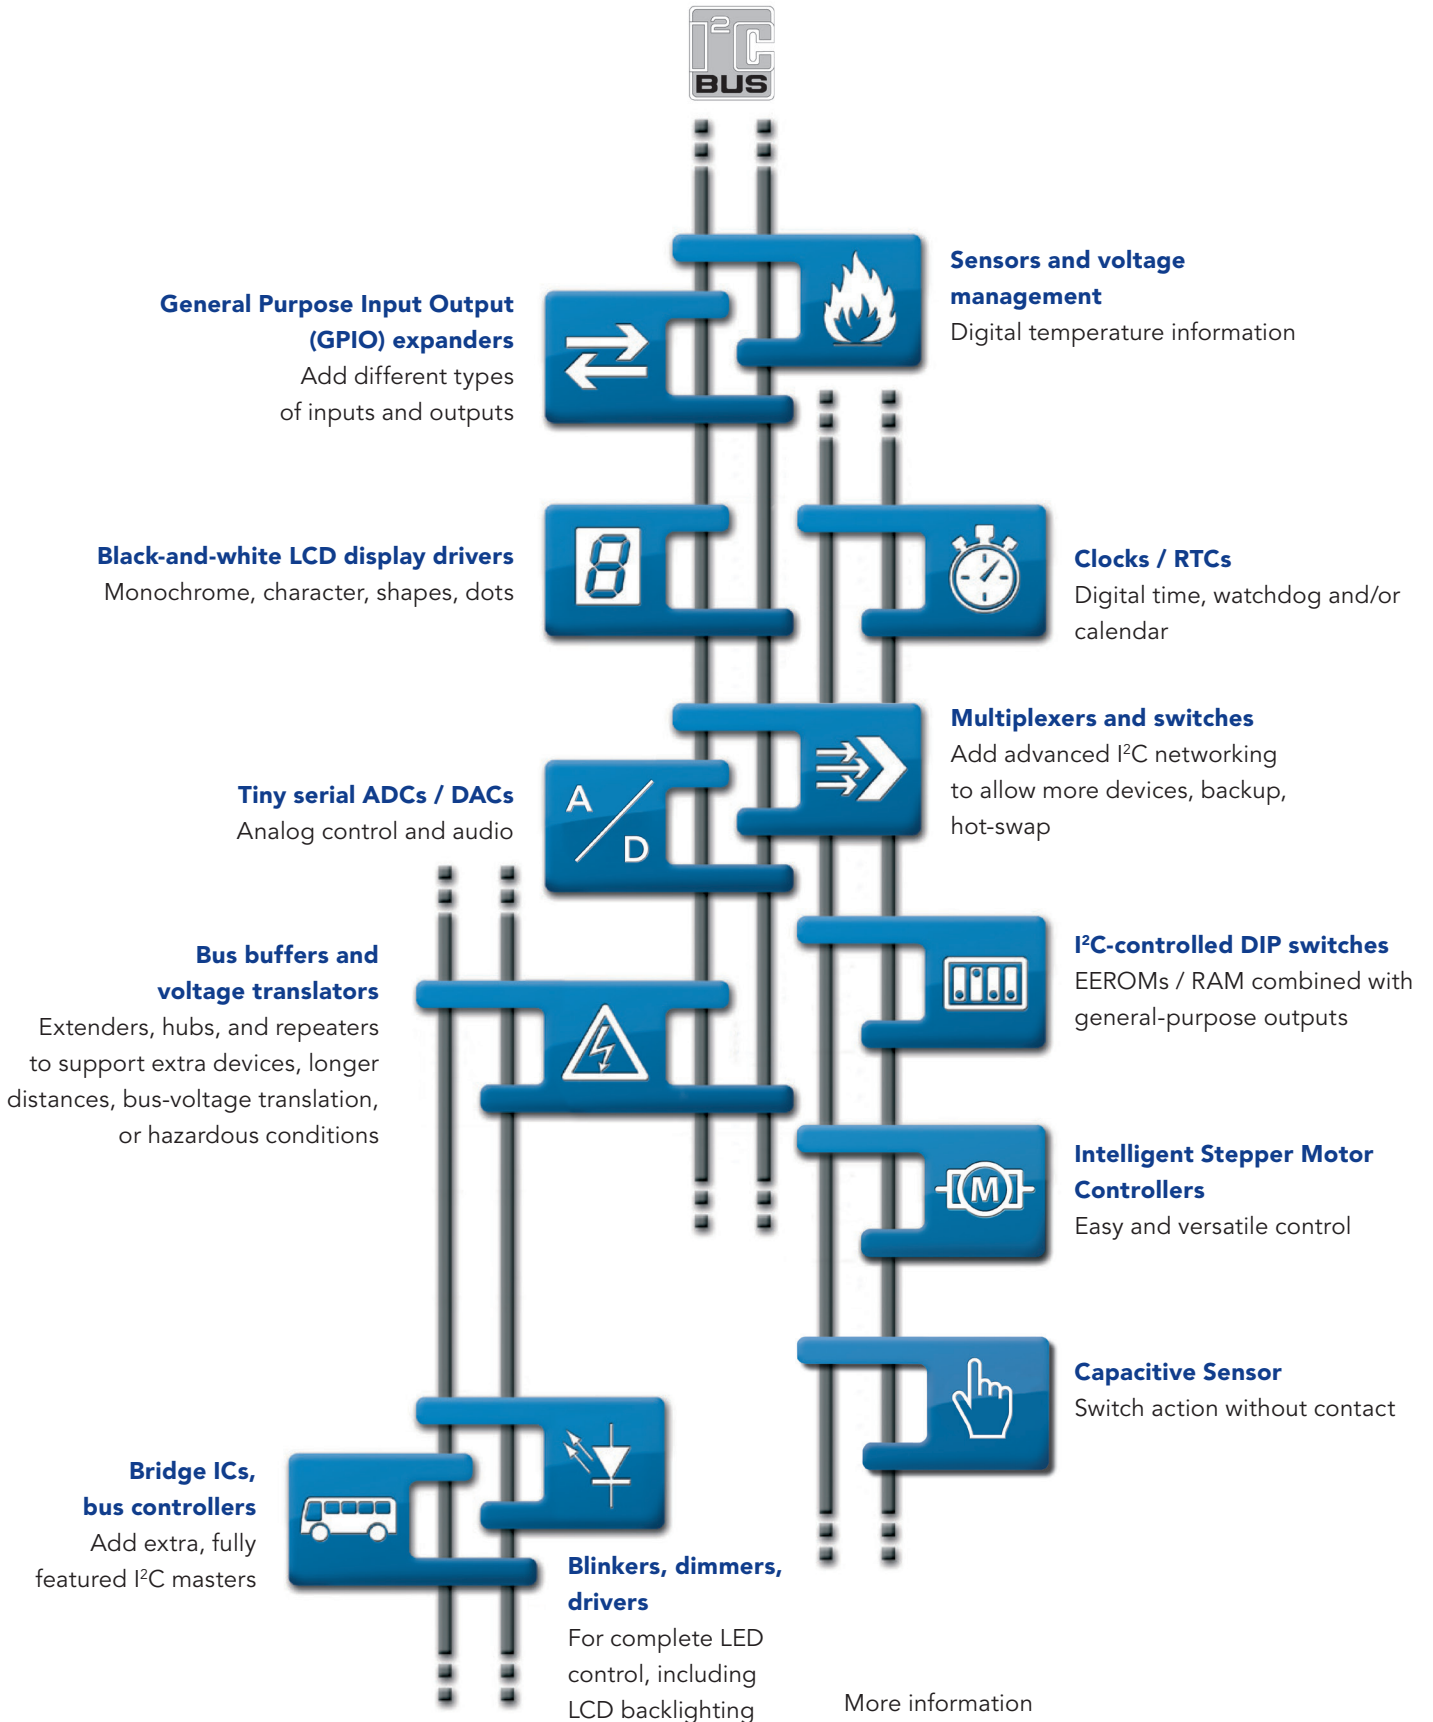 I²C
BUS
Sensors and voltage
management
Digital temperature information
General Purpose Input Output
(GPIO) expanders
Add different types
of inputs and outputs
Black-and-white LCD display drivers
Monochrome, character, shapes, dots
8
Clocks / RTCs
Digital time, watchdog and/or
calendar
Multiplexers and switches
Add advanced I²C networking
to allow more devices, backup,
hot-swap
Tiny serial ADCs / DACs
Analog control and audio
A
D
Bus buffers and
voltage translators
Extenders, hubs, and repeaters
to support extra devices, longer
distances, bus-voltage translation,
or hazardous conditions
I²C-controlled DIP switches
EEROMs / RAM combined with
general-purpose outputs
Intelligent Stepper Motor
Controllers
Easy and versatile control
M
Capacitive Sensor
Switch action without contact
Bridge ICs,
bus controllers
Add extra, fully
featured I²C masters
Blinkers, dimmers,
drivers
For complete LED
control, including
LCD backlighting
More information